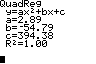 QuadReg
y=ax²+bx+c
a=2.89
b=-54.79
c=394.38
R²=1.00